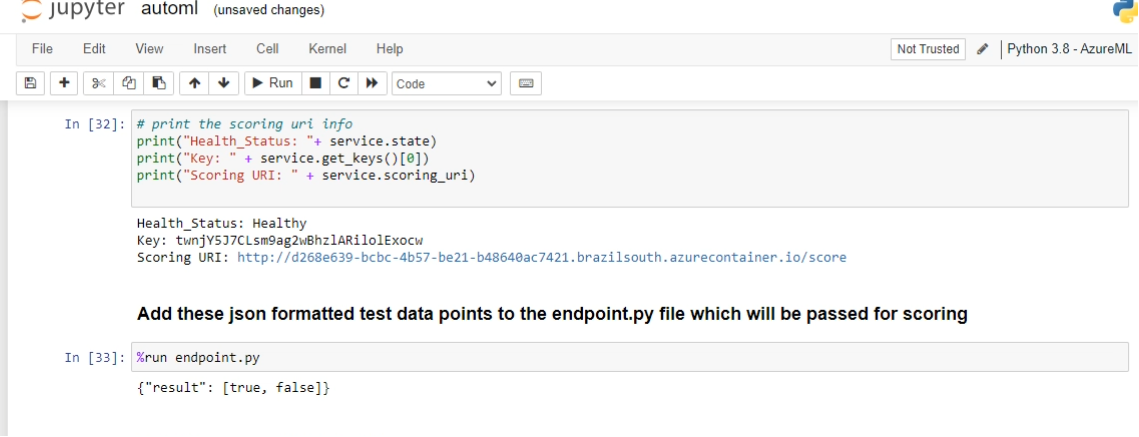 jupyter automl (unsaved changes)
File Edit View Insert Cell Kernel Help Not Trusted Python 3.8 - AzureML
Run Code
In [32]: # print the scoring uri info
print("Health_Status: "+ service.state)
print("Key: " + service.get_keys()[0])
print("Scoring URI: " + service.scoring_uri)
Health_Status: Healthy
Key: twnjY5J7CLsm9ag2wBhzlARilolExocw
Scoring URI: http://d268e639-bcbc-4b57-be21-b48640ac7421.brazilsouth.azurecontainer.io/score
Add these json formatted test data points to the endpoint.py file which will be passed for scoring
In [33]: %run endpoint.py
{"result": [true, false]}